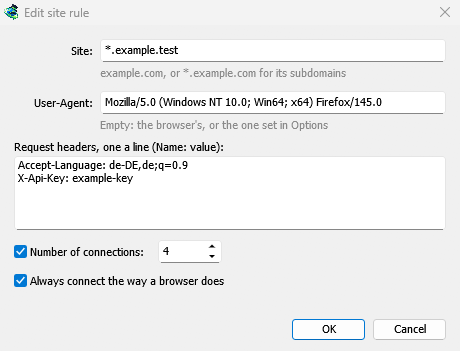 Edit site rule
Site: *.example.test
example.com, or *.example.com for its subdomains
User-Agent: Mozilla/5.0 (Windows NT 10.0; Win64; x64) Firefox/145.0
Empty: the browser's, or the one set in Options
Request headers, one a line (Name: value):
Accept-Language: de-DE,de;q=0.9
X-Api-Key: example-key
Number of connections: 4
Always connect the way a browser does
OK Cancel